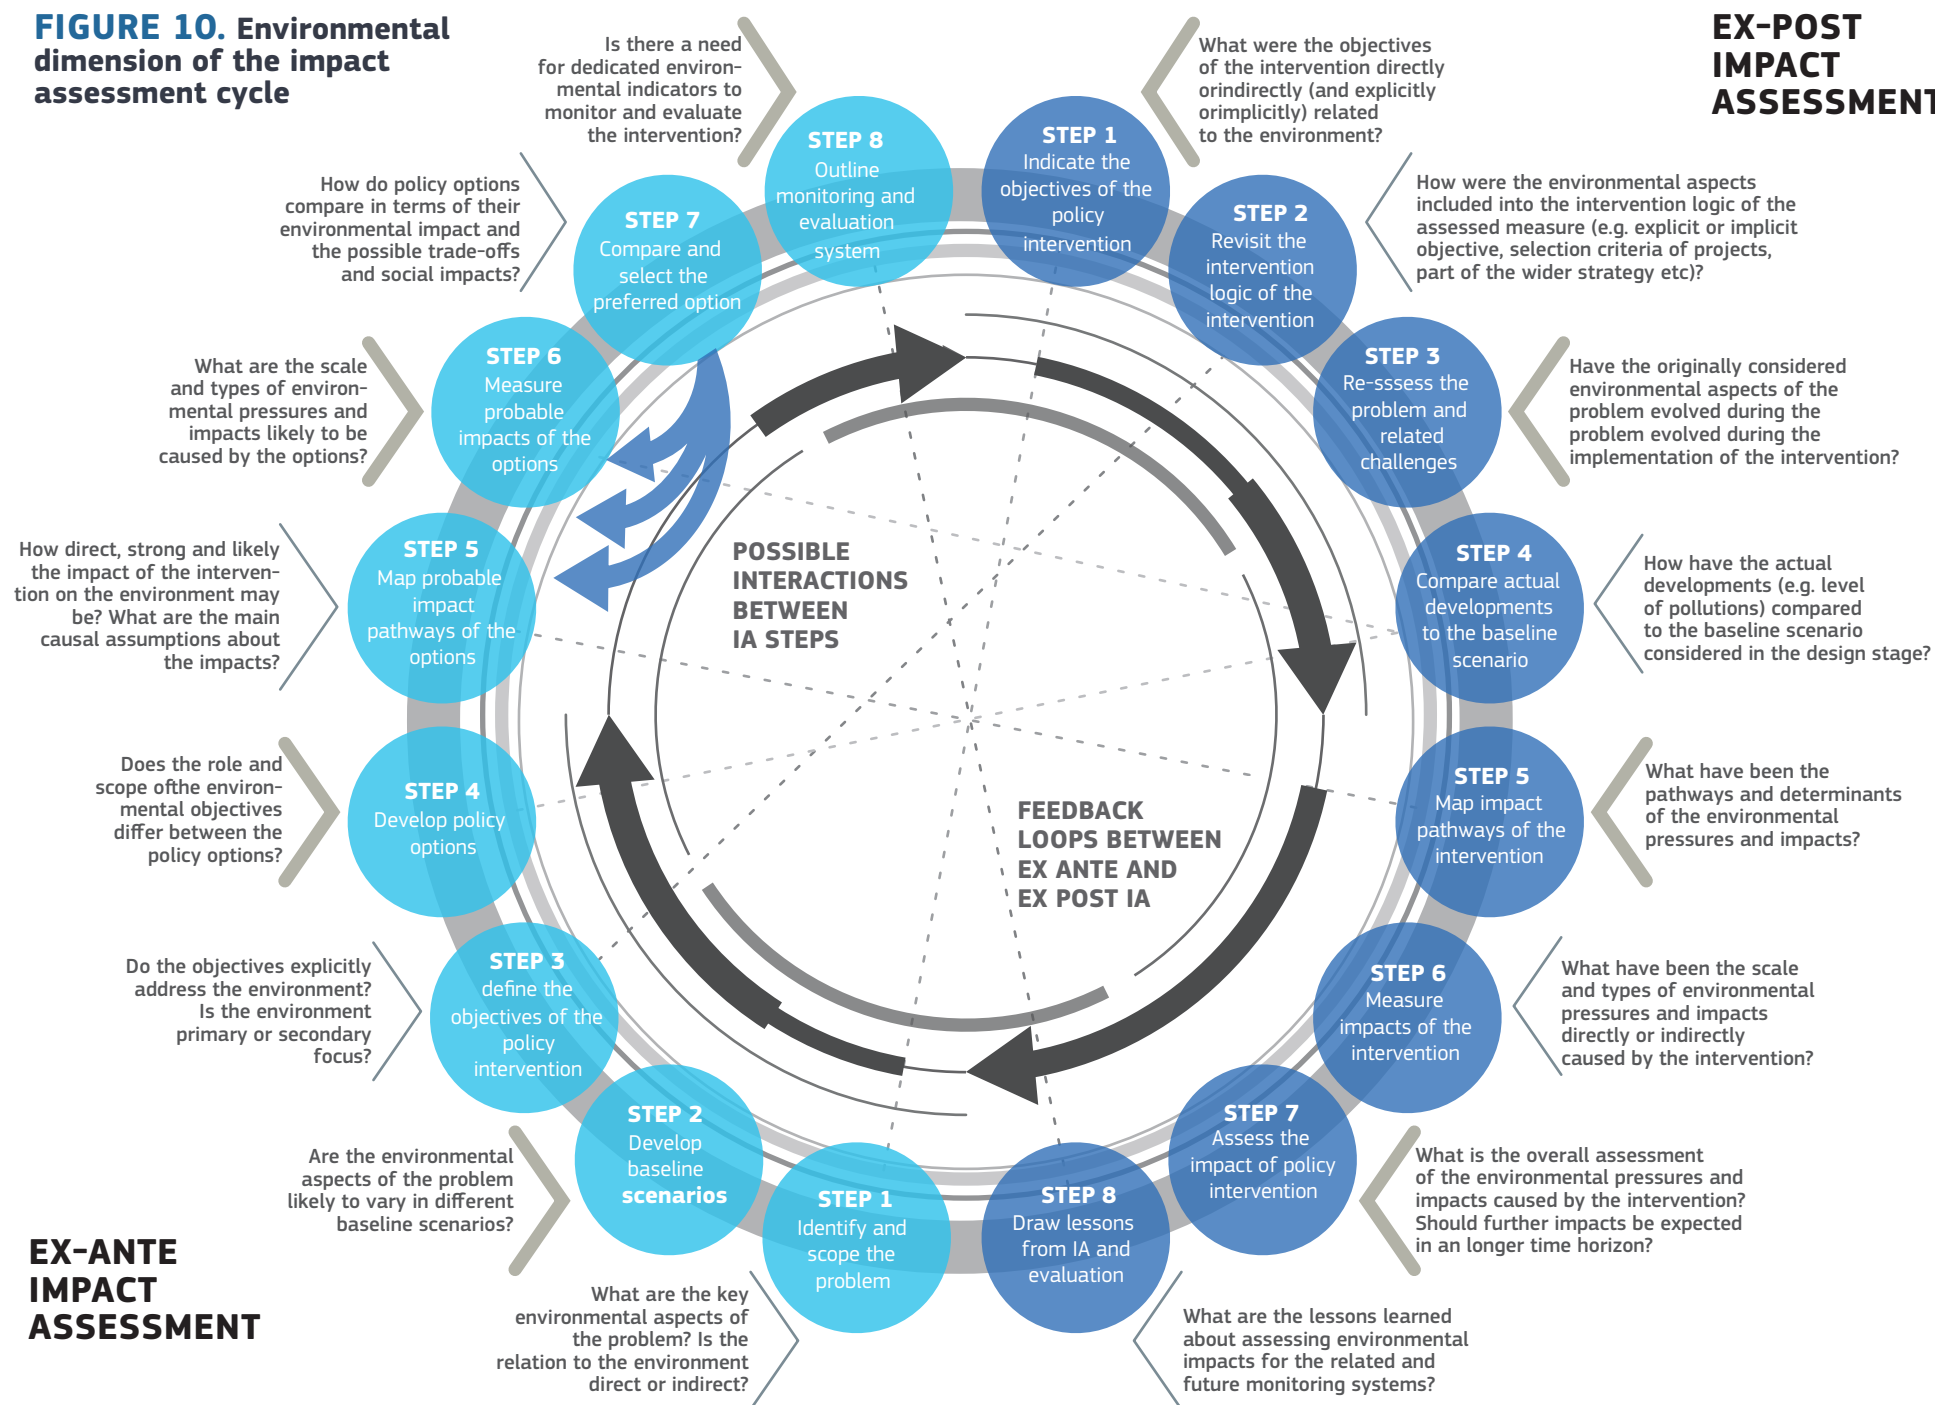 FIGURE 10. Environmental
dimension of the impact
assessment cycle
EX-POST
IMPACT
ASSESSMENT
Is there a need
for dedicated environ-
mental indicators to
monitor and evaluate
the intervention?
STEP 8
Outline
monitoring and
evaluation
system
STEP 1
Indicate the
objectives of the
policy
intervention
What were the objectives
of the intervention directly
orindirectly (and explicitly
orimplicitly) related
to the environment?
How do policy options
compare in terms of their
environmental impact and
the possible trade-offs
and social impacts?
STEP 7
Compare and
select the
preferred option
STEP 2
Revisit the
intervention
logic of the
intervention
How were the environmental aspects
included into the intervention logic of the
assessed measure (e.g. explicit or implicit
objective, selection criteria of projects,
part of the wider strategy etc)?
What are the scale
and types of environ-
mental pressures and
impacts likely to be
caused by the options?
STEP 6
Measure
probable
impacts of the
options
STEP 3
Re-sssess the
problem and
related
challenges
Have the originally considered
environmental aspects of the
problem evolved during the
problem evolved during the
implementation of the intervention?
How direct, strong and likely
the impact of the interven-
tion on the environment may
be? What are the main
causal assumptions about
the impacts?
STEP 5
Map probable
impact
pathways of the
options
POSSIBLE
INTERACTIONS
BETWEEN
IA STEPS
STEP 4
Compare actual
developments
to the baseline
scenario
How have the actual
developments (e.g. level
of pollutions) compared
to the baseline scenario
considered in the design stage?
Does the role and
scope ofthe environ-
mental objectives
differ between the
policy options?
STEP 4
Develop policy
options
FEEDBACK
LOOPS BETWEEN
EX ANTE AND
EX POST IA
STEP 5
Map impact
pathways of the
intervention
What have been the
pathways and determinants
of the environmental
pressures and impacts?
Do the objectives explicitly
address the environment?
Is the environment
primary or secondary
focus?
STEP 3
define the
objectives of the
policy
intervention
STEP 6
Measure
impacts of the
intervention
What have been the scale
and types of environmental
pressures and impacts
directly or indirectly
caused by the intervention?
Are the environmental
aspects of the problem
likely to vary in different
baseline scenarios?
STEP 2
Develop
baseline
scenarios
STEP 7
Assess the
impact of policy
intervention
What is the overall assessment
of the environmental pressures and
impacts caused by the intervention?
Should further impacts be expected
in an longer time horizon?
EX-ANTE
IMPACT
ASSESSMENT
What are the key
environmental aspects of
the problem? Is the
relation to the environment
direct or indirect?
STEP 1
Identify and
scope the
problem
STEP 8
Draw lessons
from IA and
evaluation
What are the lessons learned
about assessing environmental
impacts for the related and
future monitoring systems?